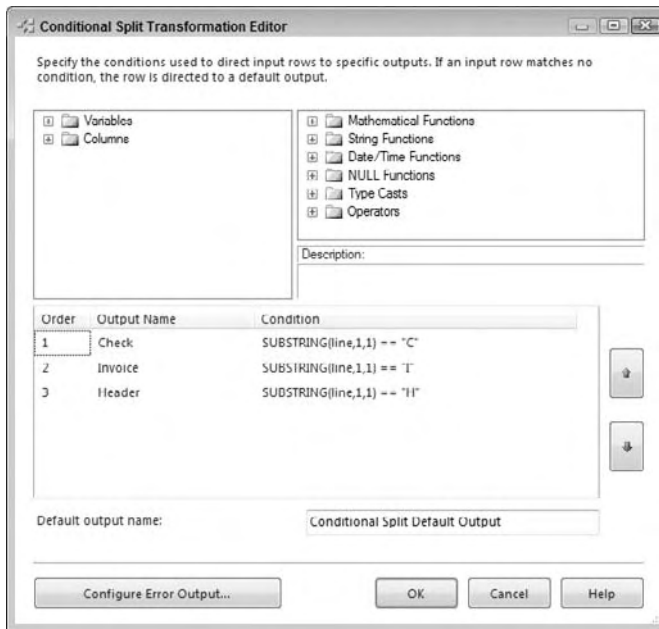 Conditional Split Transformation Editor
Specify the conditions used to direct input rows to specific outputs. If an input row matches no
condition, the row is directed to a default output.
Variables
Columns
Mathematical Functions
String Functions
Date/Time Functions
NULL Functions
Type Casts
Operators
Description:
Order Output Name Condition
1 Check SUBSTRING(line,1,1) == "C"
2 Invoice SUBSTRING(line,1,1) == "I"
3 Header SUBSTRING(line,1,1) == "H"
Default output name: Conditional Split Default Output
Configure Error Output... OK Cancel Help